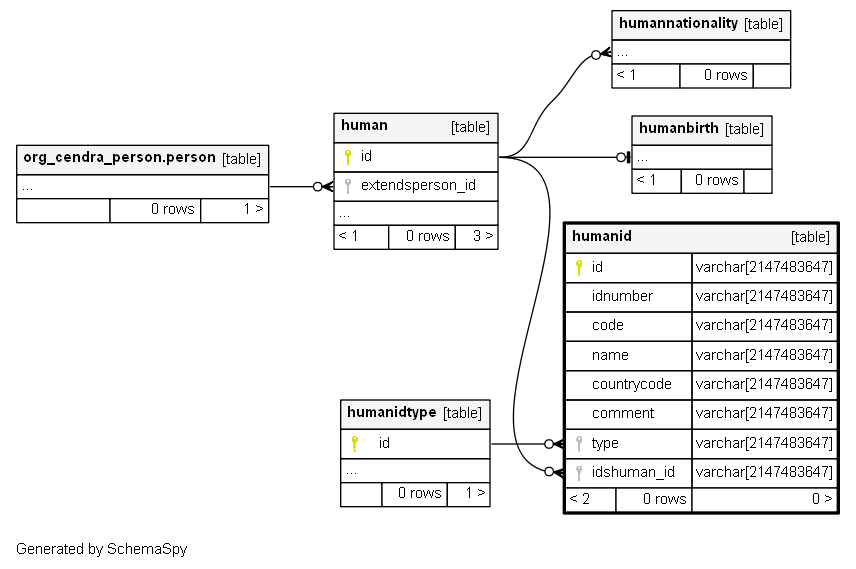 humannationality [table]
...
< 1 0 rows
humanbirth [table]
...
< 1 0 rows
human [table]
id
extendsperson_id
...
< 1 0 rows 3 >
org_cendra_person.person [table]
...
0 rows 1 >
humanid [table]
id varchar[2147483647]
idnumber varchar[2147483647]
code varchar[2147483647]
name varchar[2147483647]
countrycode varchar[2147483647]
comment varchar[2147483647]
type varchar[2147483647]
idshuman_id varchar[2147483647]
< 2 0 rows 0 >
humanidtype [table]
id
...
0 rows 1 >
Generated by SchemaSpy